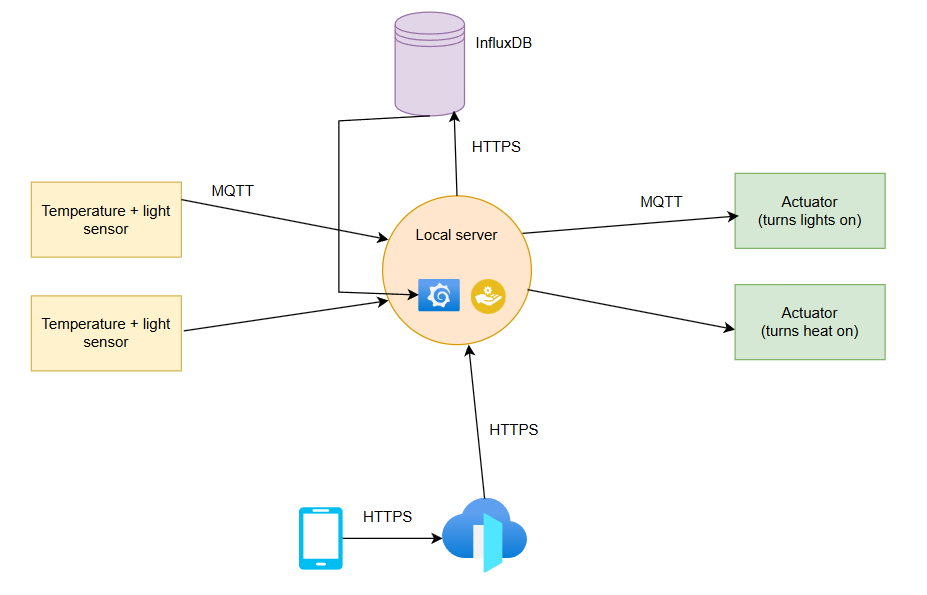 InfluxDB
HTTPS
MQTT
Temperature + light
sensor
Local server
MQTT
Actuator
(turns lights on)
Temperature + light
sensor
Actuator
(turns heat on)
HTTPS
HTTPS